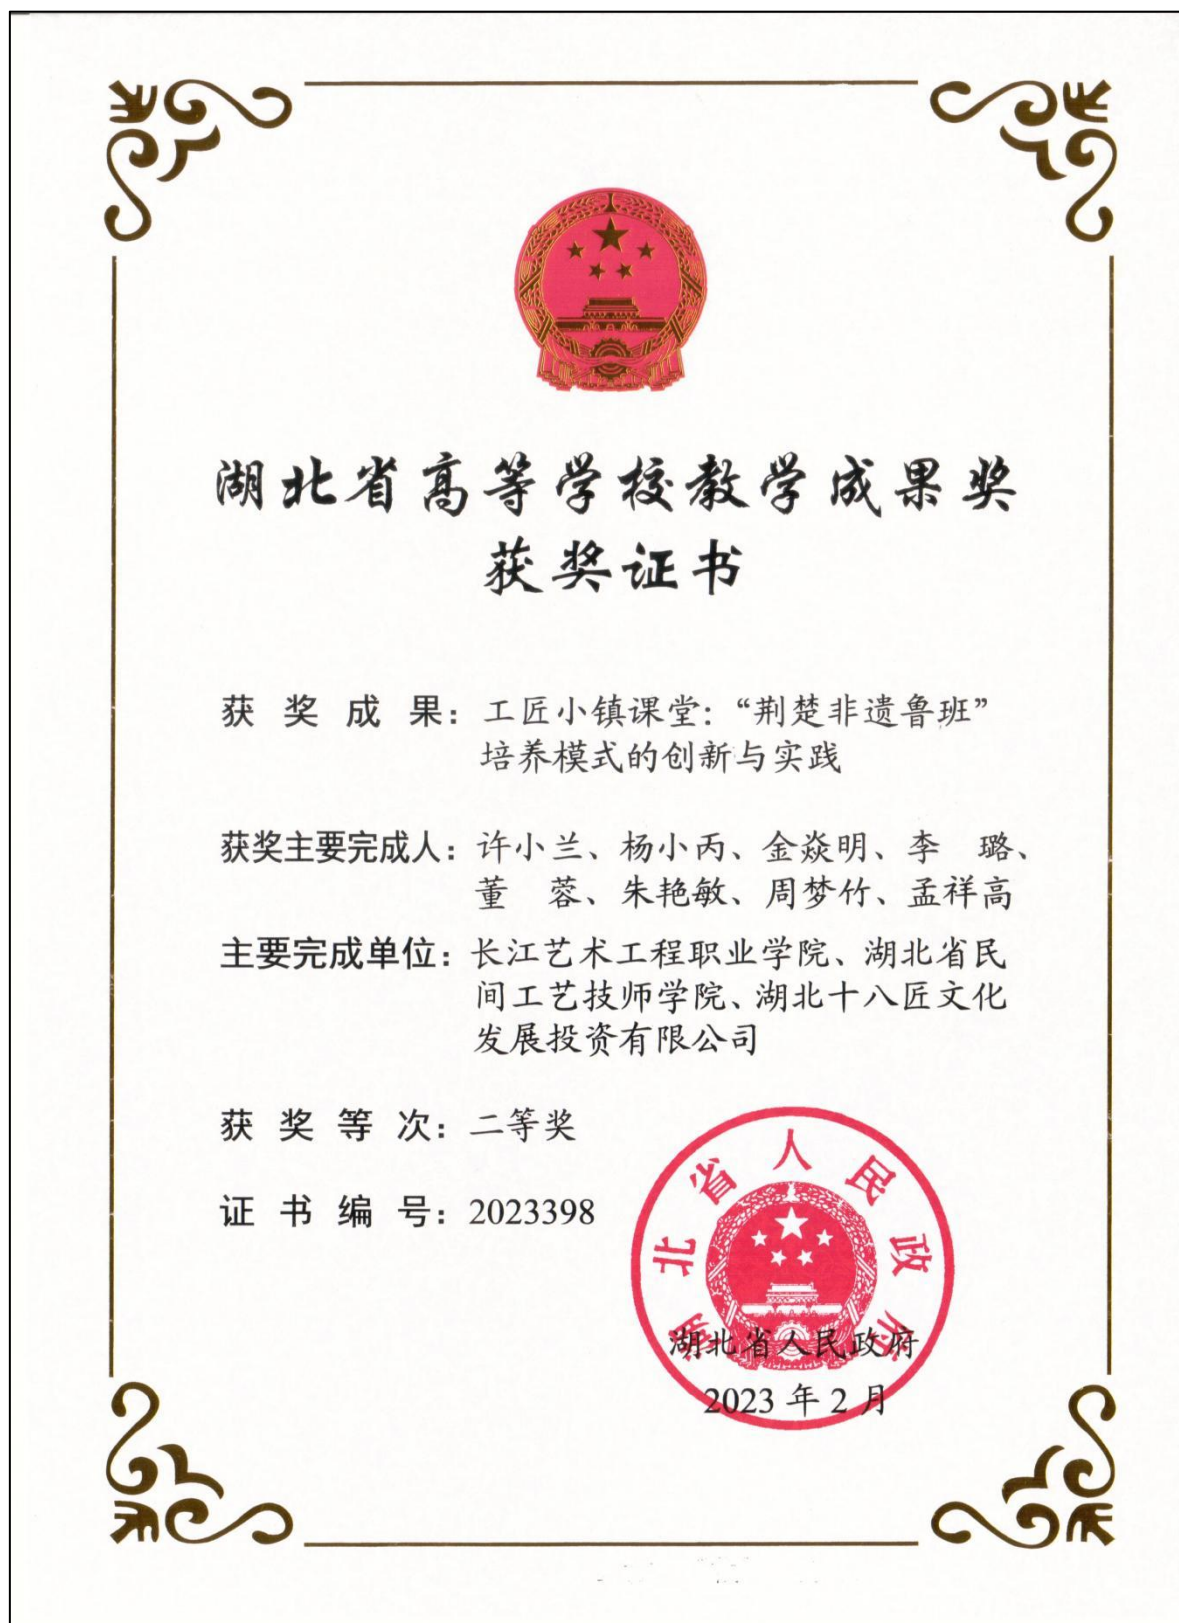 湖北省高等学校教学成果奖
获奖证书
获奖成果：工匠小镇课堂：“荆楚非遗鲁班”
培养模式的创新与实践
获奖主要完成人：许小兰、杨小丙、金焱明、李　璐、
董　蓉、朱艳敏、周梦竹、孟祥高
主要完成单位：长江艺术工程职业学院、湖北省民
间工艺技师学院、湖北十八匠文化
发展投资有限公司
获奖等次：二等奖
证书编号：2023398
湖北省人民政府
湖北省人民政府
2023 年 2 月